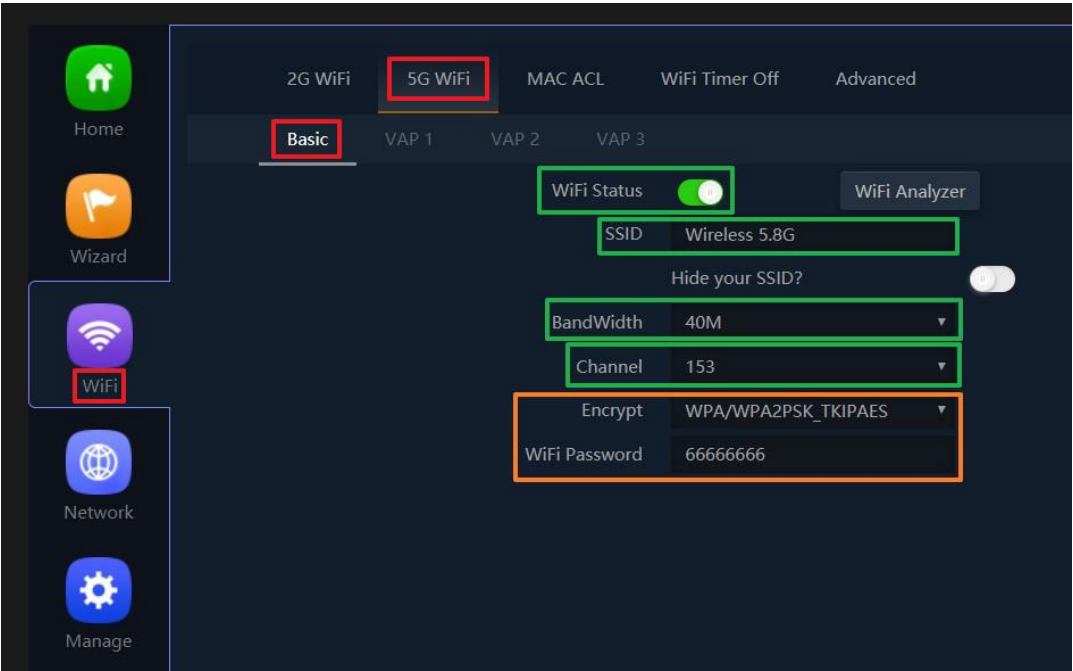 2G WiFi 5G WiFi MAC ACL WiFi Timer Off Advanced
Home
Basic VAP 1 VAP 2 VAP 3
WiFi Status WiFi Analyzer
SSID Wireless 5.8G
Wizard
Hide your SSID?
BandWidth 40M
Channel 153
WiFi
Encrypt WPA/WPA2PSK_TKIPAES
WiFi Password 66666666
Network
Manage